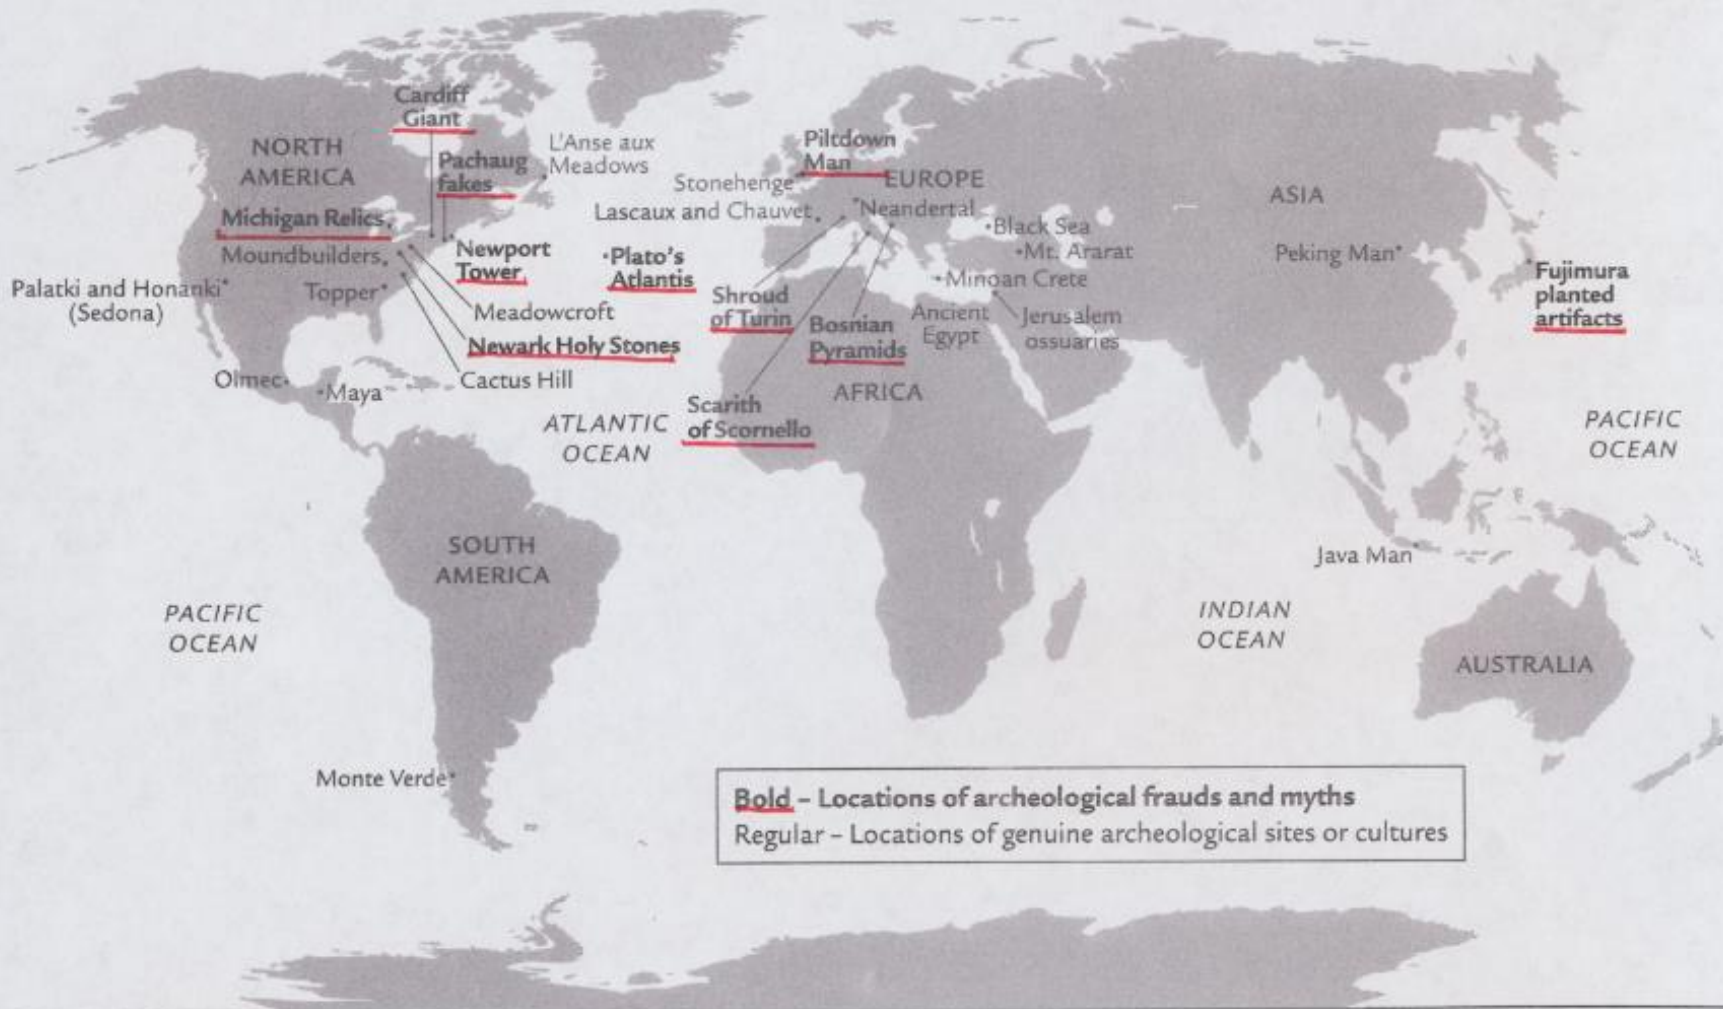 Cardiff
Giant
NORTH
AMERICA
Pachaug
fakes
L'Anse aux
Meadows
Michigan Relics
Moundbuilders
Palatki and Honanki
(Sedona)
Topper
Newport
Tower
Meadowcroft
Newark Holy Stones
Cactus Hill
Olmec
Maya
Plato's
Atlantis
ATLANTIC
OCEAN
Piltdown
Man
Stonehenge
EUROPE
Lascaux and Chauvet
Neandertal
Black Sea
Mt. Ararat
Minoan Crete
Shroud
of Turin
Bosnian
Pyramids
Ancient
Egypt
Jerusalem
ossuaries
Scarith
of Scornello
AFRICA
ASIA
Peking Man
Fujimura
planted
artifacts
PACIFIC
OCEAN
SOUTH
AMERICA
Java Man
PACIFIC
OCEAN
INDIAN
OCEAN
AUSTRALIA
Monte Verde
Bold – Locations of archeological frauds and myths
Regular – Locations of genuine archeological sites or cultures